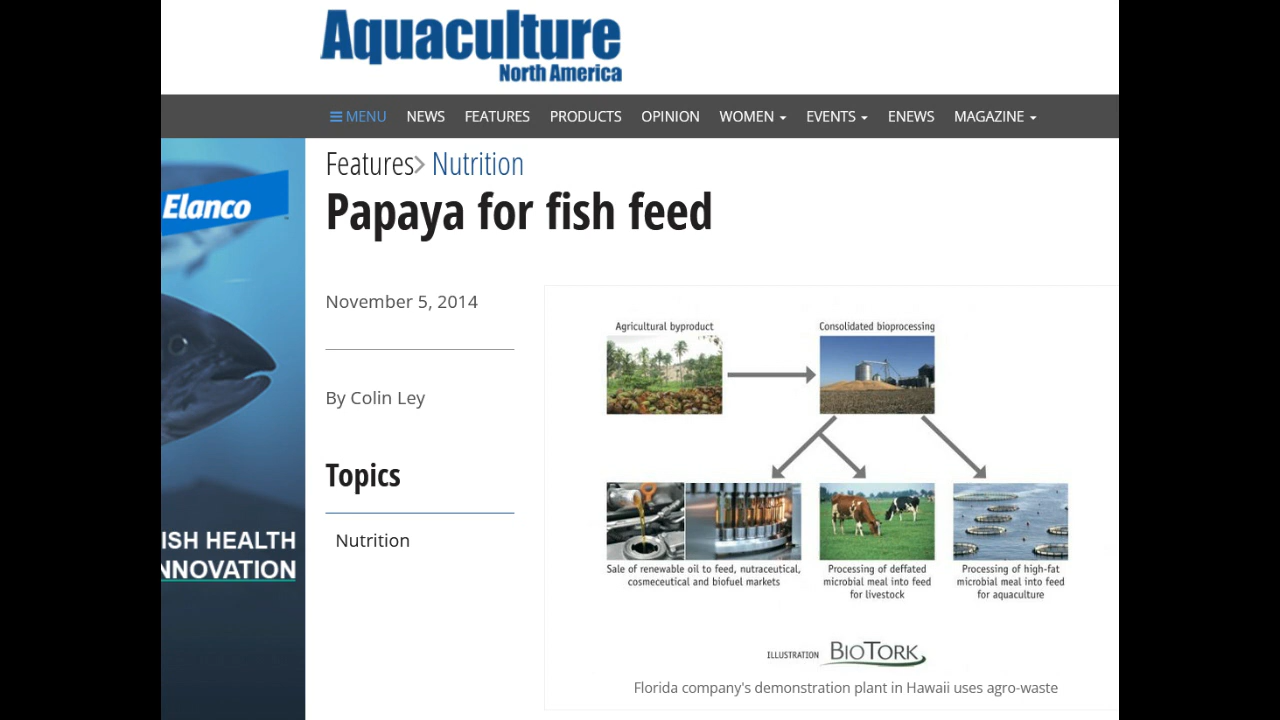 Aquaculture
North America
MENU NEWS FEATURES PRODUCTS OPINION WOMEN EVENTS ENEWS MAGAZINE
Elanco
ISH HEALTH
NNOVATION
Features Nutrition
Papaya for fish feed
November 5, 2014
By Colin Ley
Topics
Nutrition
Agricultural byproduct
Consolidated bioprocessing
Sale of renewable oil to feed, nutraceutical,
cosmeceutical and biofuel markets
Processing of deffated
microbial meal into feed
for livestock
Processing of high-fat
microbial meal into feed
for aquaculture
ILLUSTRATION BIOTORK
Florida company's demonstration plant in Hawaii uses agro-waste